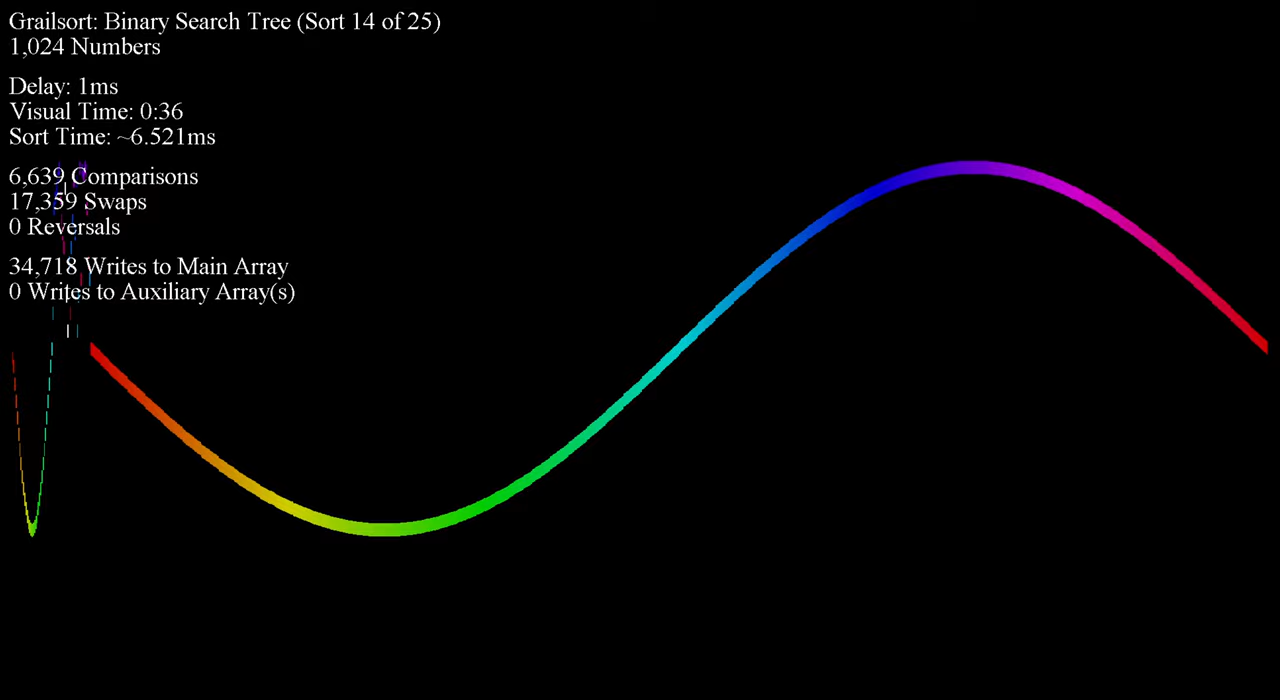 Grailsort: Binary Search Tree (Sort 14 of 25)
1,024 Numbers
Delay: 1ms
Visual Time: 0:36
Sort Time: ~6.521ms
6,639 Comparisons
17,359 Swaps
0 Reversals
34,718 Writes to Main Array
0 Writes to Auxiliary Array(s)